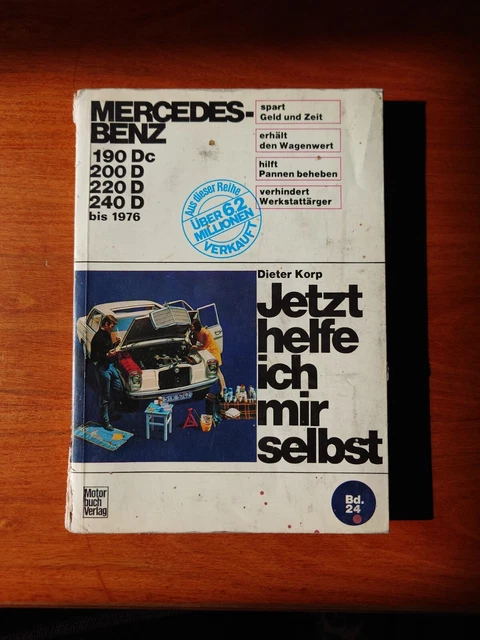 MERCEDES-
BENZ
190 Dc
200 D
220 D
240 D
bis 1976
spart
Geld und Zeit
erhält
den Wagenwert
hilft
Pannen beheben
verhindert
Werkstattärger
Aus dieser Reihe
ÜBER 6,2
MILLIONEN
VERKAUFT
Dieter Korp
Jetzt
helfe
ich
mir
selbst
Motor
buch
Verlag
Bd.
24